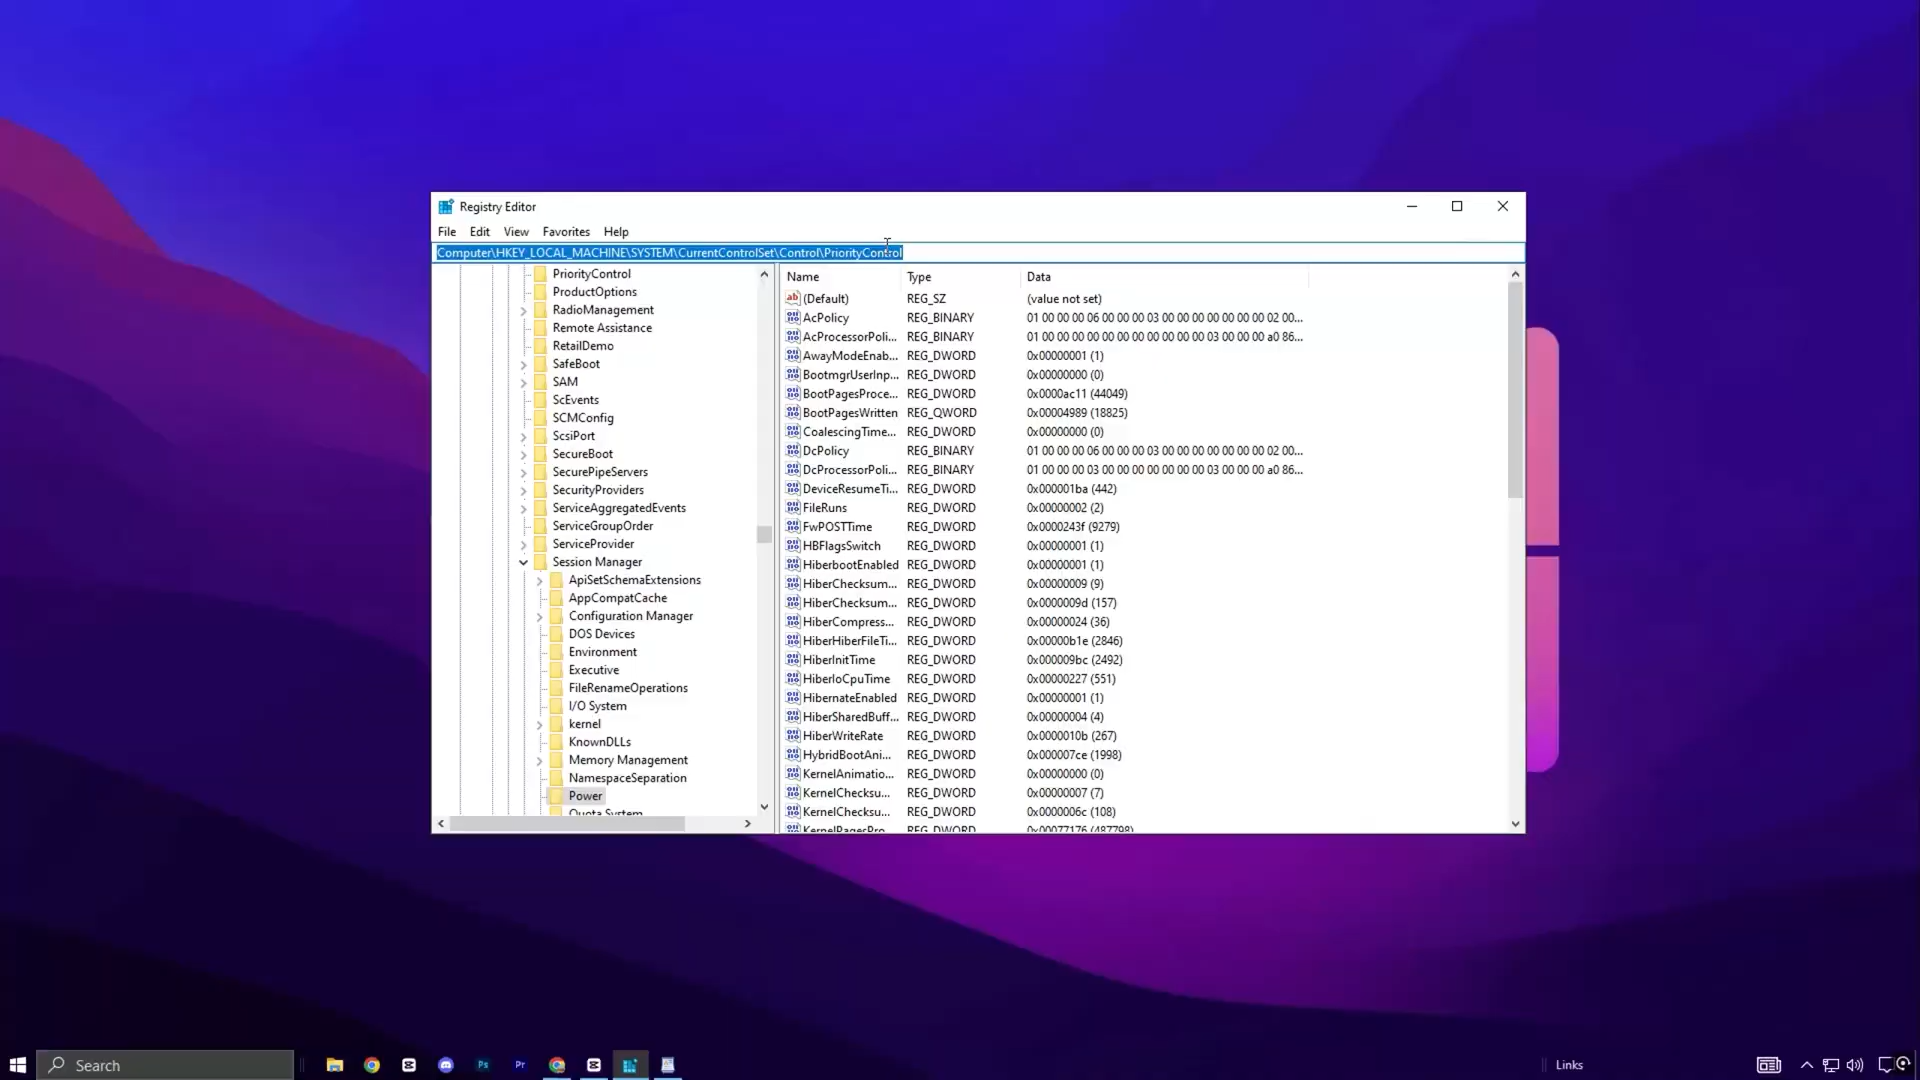 Registry Editor
File Edit View Favorites Help
Computer\HKEY_LOCAL_MACHINE\SYSTEM\CurrentControlSet\Control\PriorityControl
PriorityControl
ProductOptions
RadioManagement
Remote Assistance
RetailDemo
SafeBoot
SAM
ScEvents
SCMConfig
ScsiPort
SecureBoot
SecurePipeServers
SecurityProviders
ServiceAggregatedEvents
ServiceGroupOrder
ServiceProvider
Session Manager
ApiSetSchemaExtensions
AppCompatCache
Configuration Manager
DOS Devices
Environment
Executive
FileRenameOperations
I/O System
kernel
KnownDLLs
Memory Management
NamespaceSeparation
Power
Quota System
Name Type Data
(Default) REG_SZ (value not set)
AcPolicy REG_BINARY 01 00 00 00 06 00 00 00 03 00 00 00 00 00 00 00 02 00...
AcProcessorPoli... REG_BINARY 01 00 00 00 00 00 00 00 00 00 00 00 03 00 00 00 a0 86...
AwayModeEnab... REG_DWORD 0x00000001 (1)
BootmgrUserInp... REG_DWORD 0x00000000 (0)
BootPagesProce... REG_DWORD 0x0000ac11 (44049)
BootPagesWritten REG_QWORD 0x00004989 (18825)
CoalescingTime... REG_DWORD 0x00000000 (0)
DcPolicy REG_BINARY 01 00 00 00 06 00 00 00 03 00 00 00 00 00 00 00 02 00...
DcProcessorPoli... REG_BINARY 01 00 00 00 03 00 00 00 00 00 00 00 03 00 00 00 a0 86...
DeviceResumeTi... REG_DWORD 0x000001ba (442)
FileRuns REG_DWORD 0x00000002 (2)
FwPOSTTime REG_DWORD 0x0000243f (9279)
HBFlagsSwitch REG_DWORD 0x00000001 (1)
HiberbootEnabled REG_DWORD 0x00000001 (1)
HiberChecksum... REG_DWORD 0x00000009 (9)
HiberChecksum... REG_DWORD 0x0000009d (157)
HiberCompress... REG_DWORD 0x00000024 (36)
HiberHiberFileTi... REG_DWORD 0x00000b1e (2846)
HiberInitTime REG_DWORD 0x000009bc (2492)
HiberIoCpuTime REG_DWORD 0x00000227 (551)
HibernateEnabled REG_DWORD 0x00000001 (1)
HiberSharedBuff... REG_DWORD 0x00000004 (4)
HiberWriteRate REG_DWORD 0x0000010b (267)
HybridBootAni... REG_DWORD 0x000007ce (1998)
KernelAnimatio... REG_DWORD 0x00000000 (0)
KernelChecksu... REG_DWORD 0x00000007 (7)
KernelChecksu... REG_DWORD 0x0000006c (108)
KernelPagesPro... REG_DWORD 0x00077176 (487798)
Search
Ps
Pr
Links